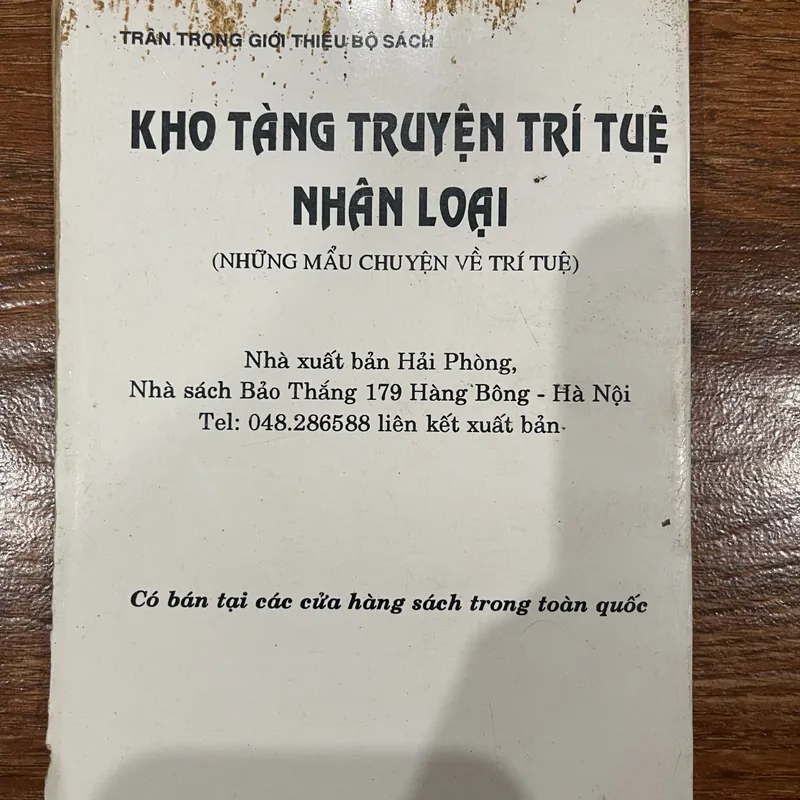 TRÂN TRỌNG GIỚI THIỆU BỘ SÁCH
KHO TÀNG TRUYỆN TRÍ TUỆ
NHÂN LOẠI
(NHỮNG MẨU CHUYỆN VỀ TRÍ TUỆ)
Nhà xuất bản Hải Phòng,
Nhà sách Bảo Thắng 179 Hàng Bông - Hà Nội
Tel: 048.286588 liên kết xuất bản
Có bán tại các cửa hàng sách trong toàn quốc